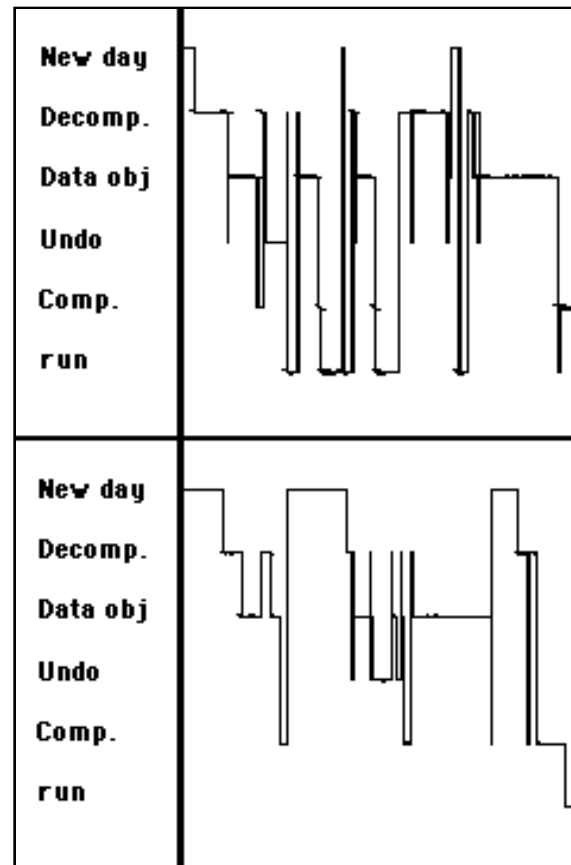 New day
Decomp.
Data obj
Undo
Comp.
run
New day
Decomp.
Data obj
Undo
Comp.
run